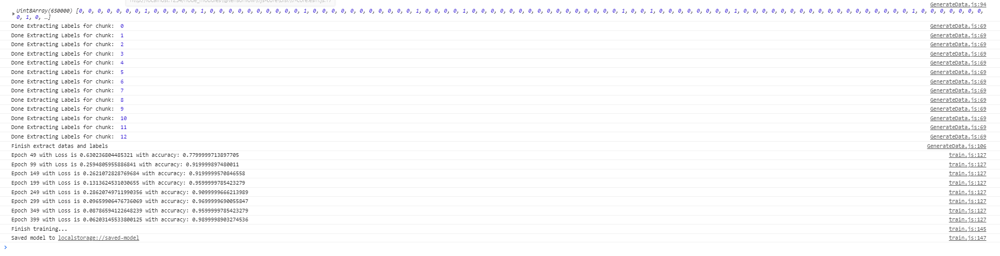 Uint8Array(650000) [0, 0, 0, 0, 0, 0, 0, 1, 0, 0, 0, 0, 0, 1, 0, 0, 0, 0, 0, 0, 0, 0, 0, 0, 1, 0, 0, 0, 0, 0, 0, 0, 0, 0, 0, 0, 1, 0, 0, 0, 0, 1, 0, 0, 0, 0, 0, 0, 0, 0, 0, 0, 0, 0, 0, 0, 0, 0, 0, 1, 0, 1, 0, 0, 0, 0, 0, 0, 0, 0, 1, 0, 0, 0, 0, 0, 0, 0, 0, 0, 0, 0, 0, 0, 0, 0, 0, 0, 0, 1, 0, 0, 0, 0, 0, 0, 0,
GenerateData.js:94
0, 1, 0, …]
Done Extracting Labels for chunk: 0 GenerateData.js:69
Done Extracting Labels for chunk: 1 GenerateData.js:69
Done Extracting Labels for chunk: 2 GenerateData.js:69
Done Extracting Labels for chunk: 3 GenerateData.js:69
Done Extracting Labels for chunk: 4 GenerateData.js:69
Done Extracting Labels for chunk: 5 GenerateData.js:69
Done Extracting Labels for chunk: 6 GenerateData.js:69
Done Extracting Labels for chunk: 7 GenerateData.js:69
Done Extracting Labels for chunk: 8 GenerateData.js:69
Done Extracting Labels for chunk: 9 GenerateData.js:69
Done Extracting Labels for chunk: 10 GenerateData.js:69
Done Extracting Labels for chunk: 11 GenerateData.js:69
Done Extracting Labels for chunk: 12 GenerateData.js:69
Finish extract datas and labels GenerateData.js:106
Epoch 49 with Loss is 0.630236804485321 with accuracy: 0.7799999713897705 train.js:127
Epoch 99 with Loss is 0.2594805955886841 with accuracy: 0.919999897480011 train.js:127
Epoch 149 with Loss is 0.2621072828769684 with accuracy: 0.9199999570846558 train.js:127
Epoch 199 with Loss is 0.1313624531030655 with accuracy: 0.9599999785423279 train.js:127
Epoch 249 with Loss is 0.28620749711990356 with accuracy: 0.9099999666213989 train.js:127
Epoch 299 with Loss is 0.09659906476736069 with accuracy: 0.9699999690055847 train.js:127
Epoch 349 with Loss is 0.08786594122648239 with accuracy: 0.9599999785423279 train.js:127
Epoch 399 with Loss is 0.06203145533800125 with accuracy: 0.9899998903274536 train.js:127
Finish training... train.js:145
Saved model to localstorage://saved-model train.js:147